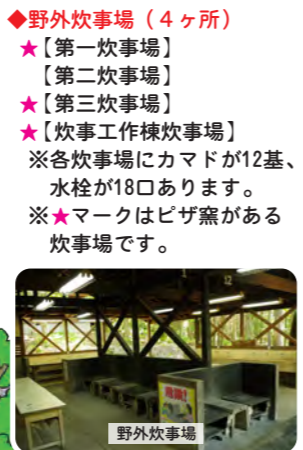 ◆野外炊事場(4ヶ所)
★【第一炊事場】
【第二炊事場】
★【第三炊事場】
★【炊事工作棟炊事場】
※各炊事場にカマドが12基、
水栓が18口あります。
※★マークはピザ窯がある
炊事場です。
12
危険!
野外炊事場